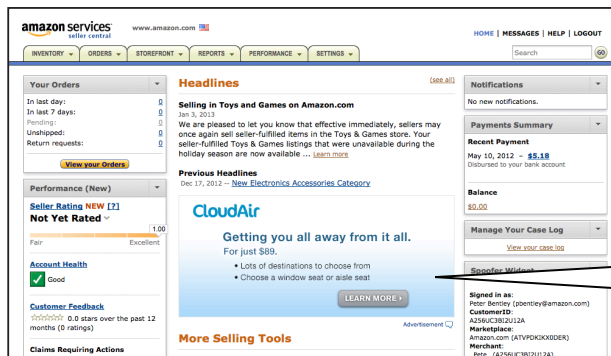 amazon services
seller central
www.amazon.com
HOME | MESSAGES | HELP | LOGOUT
INVENTORY ORDERS STOREFRONT REPORTS PERFORMANCE SETTINGS
Search GO
Your Orders
In last day: 0
In last 7 days: 0
Pending: 0
Unshipped: 0
Return requests: 0
View your Orders
Performance (New)
Seller Rating NEW [?]
Not Yet Rated
1.00
Fair Excellent
Account Health
Good
Customer Feedback
0.0 stars over the past 12
months (0 ratings)
Claims Requiring Actions
Headlines (see all)
Selling in Toys and Games on Amazon.com
Jan 3, 2013
We are pleased to let you know that effective immediately, sellers may
once again sell seller-fulfilled items in the Toys & Games store. Your
seller-fulfilled Toys & Games listings that were unavailable during the
holiday season are now available ... Learn more
Previous Headlines
Dec 17, 2012 -- New Electronics Accessories Category
CloudAir
Getting you all away from it all.
For just $89.
• Lots of destinations to choose from
• Choose a window seat or aisle seat
LEARN MORE
Advertisement
More Selling Tools
Notifications
No new notifications.
Payments Summary
Recent Payment
May 10, 2012 – $5.18
Disbursed to your bank account
Balance
$0.00
Manage Your Case Log
View your case log
Spoofer Widget
Signed in as:
Peter Bentley (pbentley@amazon.com)
CustomerID:
A256UC3BI2U12A
Marketplace:
Amazon.com (ATVPDKIKX0DER)
Merchant:
_Pete_ (A256UC3BI2U12A)